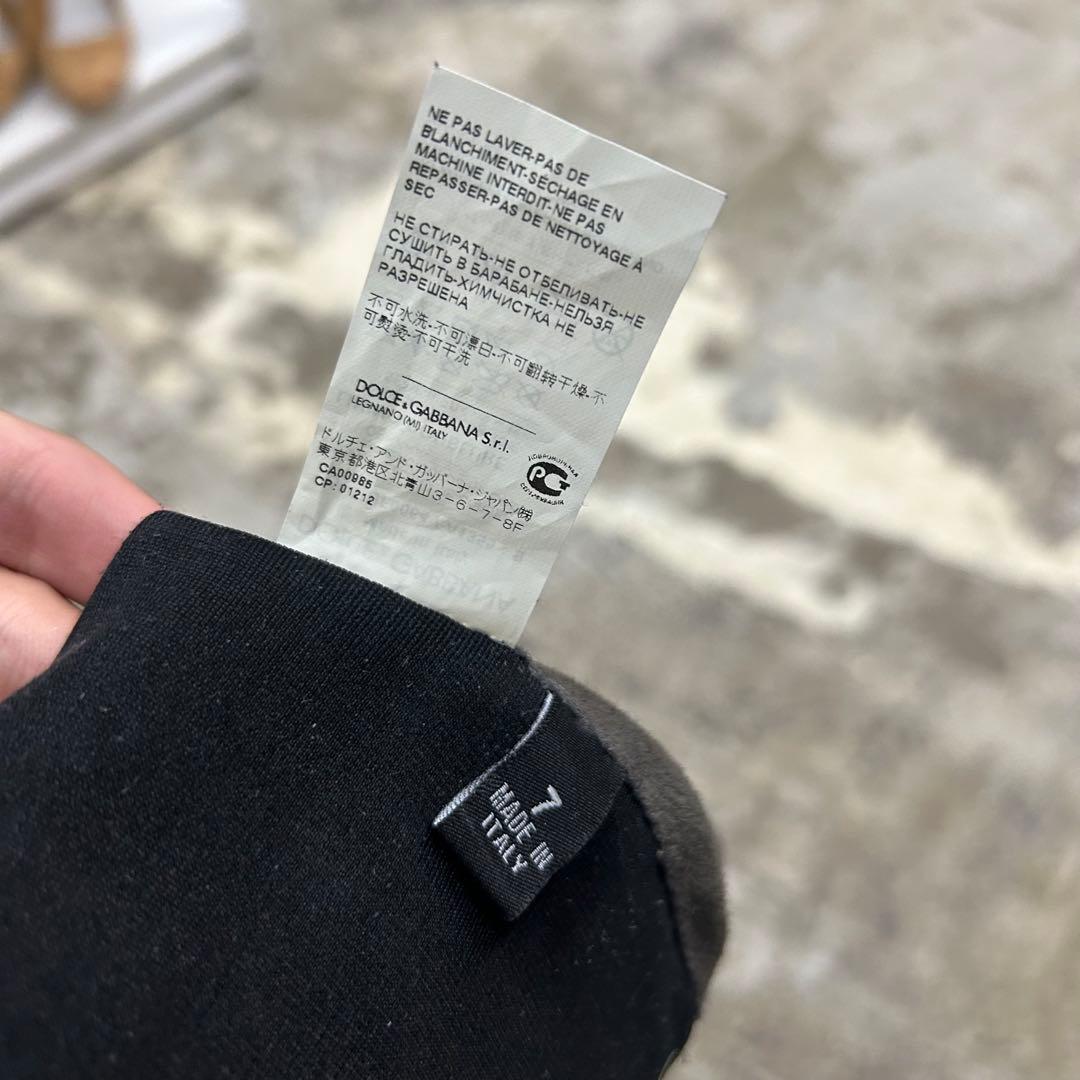 NE PAS LAVER-PAS DE
BLANCHIMENT-SÉCHAGE EN
MACHINE INTERDIT-NE PAS
REPASSER-PAS DE NETTOYAGE À
SEC
НЕ СТИРАТЬ-НЕ ОТБЕЛИВАТЬ-НЕ
СУШИТЬ В БАРАБАНЕ-НЕЛЬЗЯ
ГЛАДИТЬ-ХИМЧИСТКА НЕ
РАЗРЕШЕНА
不可水洗-不可漂白-不可翻转干燥-不
可熨烫-不可干洗
DOLCE & GABBANA S.r.l.
LEGNANO (MI) ITALY
ドルチェ・アンド・ガッバーナ・ジャパン㈱
東京都港区北青山3-6-7-8F
CA00985
CP: 01212
РСТ
7
MADE IN
ITALY